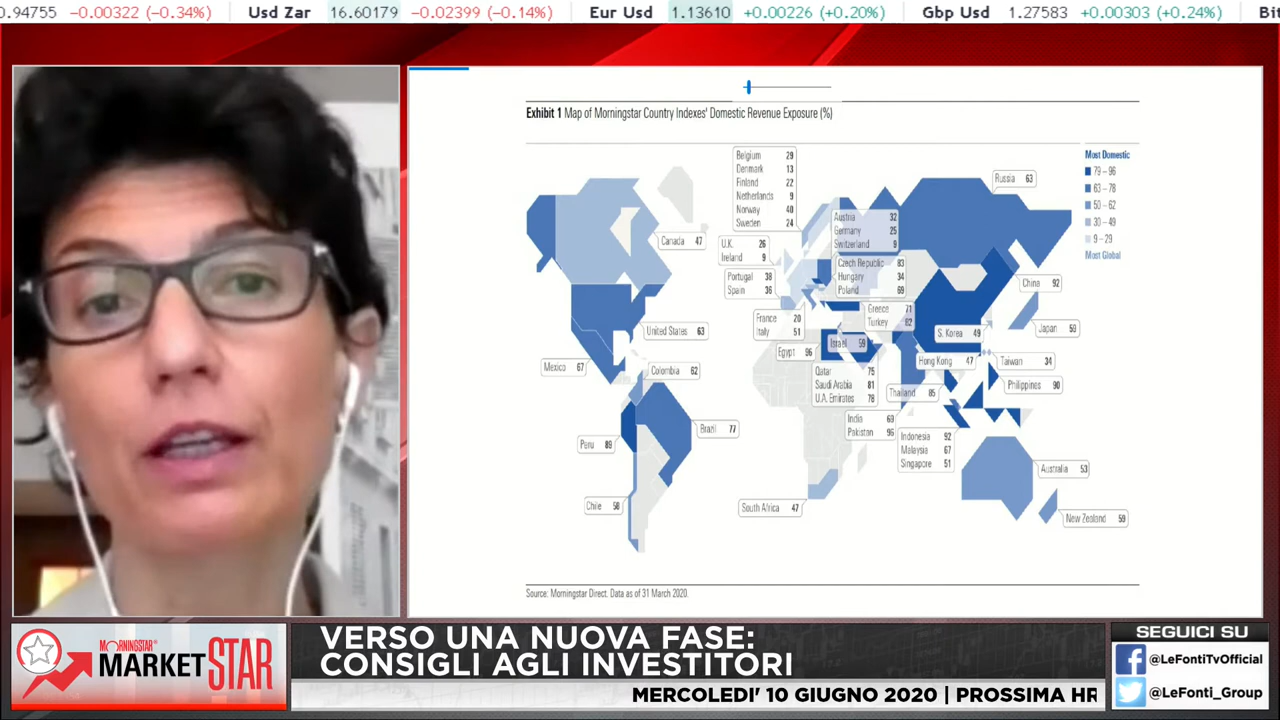 0.94755 −0.00322 (−0.34%) Usd Zar 16.60179 −0.02399 (−0.14%) Eur Usd 1.13610 +0.00226 (+0.20%) Gbp Usd 1.27583 +0.00303 (+0.24%) Bit
Exhibit 1 Map of Morningstar Country Indexes' Domestic Revenue Exposure (%)
Most Domestic
79 – 96
63 – 78
50 – 62
30 – 49
9 – 29
Most Global
Belgium 29
Denmark 13
Finland 22
Netherlands 9
Norway 40
Sweden 24
Russia 63
Austria 32
Germany 25
Switzerland 9
Canada 47
U.K. 26
Ireland 9
Czech Republic 83
Hungary 34
Poland 69
Portugal 38
Spain 36
China 92
Greece 71
Turkey 82
France 20
Italy 51
United States 63
S. Korea 49
Japan 59
Israel 59
Egypt 96
Hong Kong 47
Taiwan 34
Mexico 67
Colombia 62
Qatar 75
Saudi Arabia 81
U.A. Emirates 78
Thailand 85
Philippines 90
India 69
Pakistan 96
Brazil 77
Peru 89
Indonesia 92
Malaysia 67
Singapore 51
Australia 53
Chile 58
South Africa 47
New Zealand 59
Source: Morningstar Direct. Data as of 31 March 2020.
MORNINGSTAR®
MARKETSTAR
VERSO UNA NUOVA FASE:
CONSIGLI AGLI INVESTITORI
MERCOLEDI' 10 GIUGNO 2020 | PROSSIMA HR
SEGUICI SU
@LeFontiTvOfficial
@LeFonti_Group